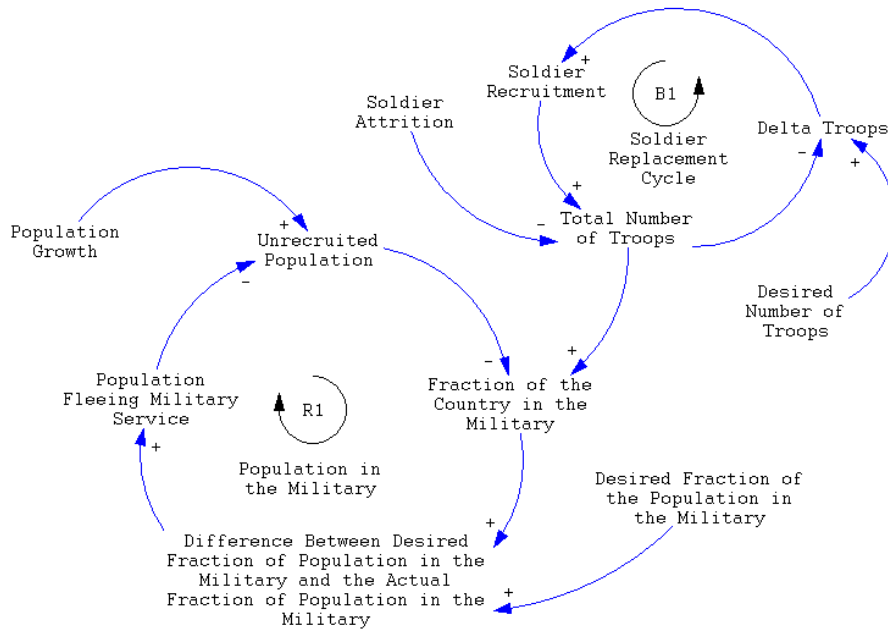 Soldier
Recruitment
+
B1
Soldier
Replacement
Cycle
Soldier
Attrition
Delta Troops
-
+
+
-
Total Number
of Troops
Population
Growth
+
Unrecruited
Population
-
Desired
Number of
Troops
+
-
Fraction of the
Country in the
Military
Population
Fleeing Military
Service
+
R1
Population in
the Military
Desired Fraction of
the Population in
the Military
+
Difference Between Desired
Fraction of Population in the
Military and the Actual
Fraction of Population in the
Military
+